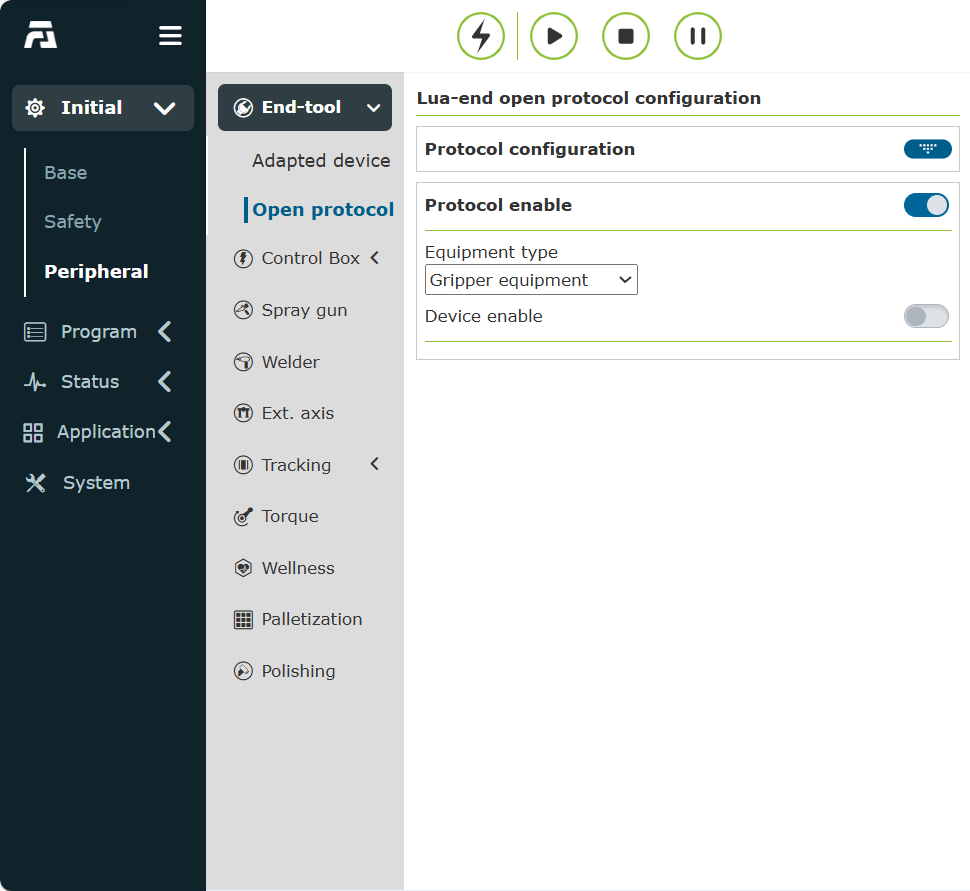 Initial
Base
Safety
Peripheral
Program
Status
Application
System
End-tool
Adapted device
Open protocol
Control Box
Spray gun
Welder
Ext. axis
Tracking
Torque
Wellness
Palletization
Polishing
Lua-end open protocol configuration
Protocol configuration
Protocol enable
Equipment type
Gripper equipment
Device enable